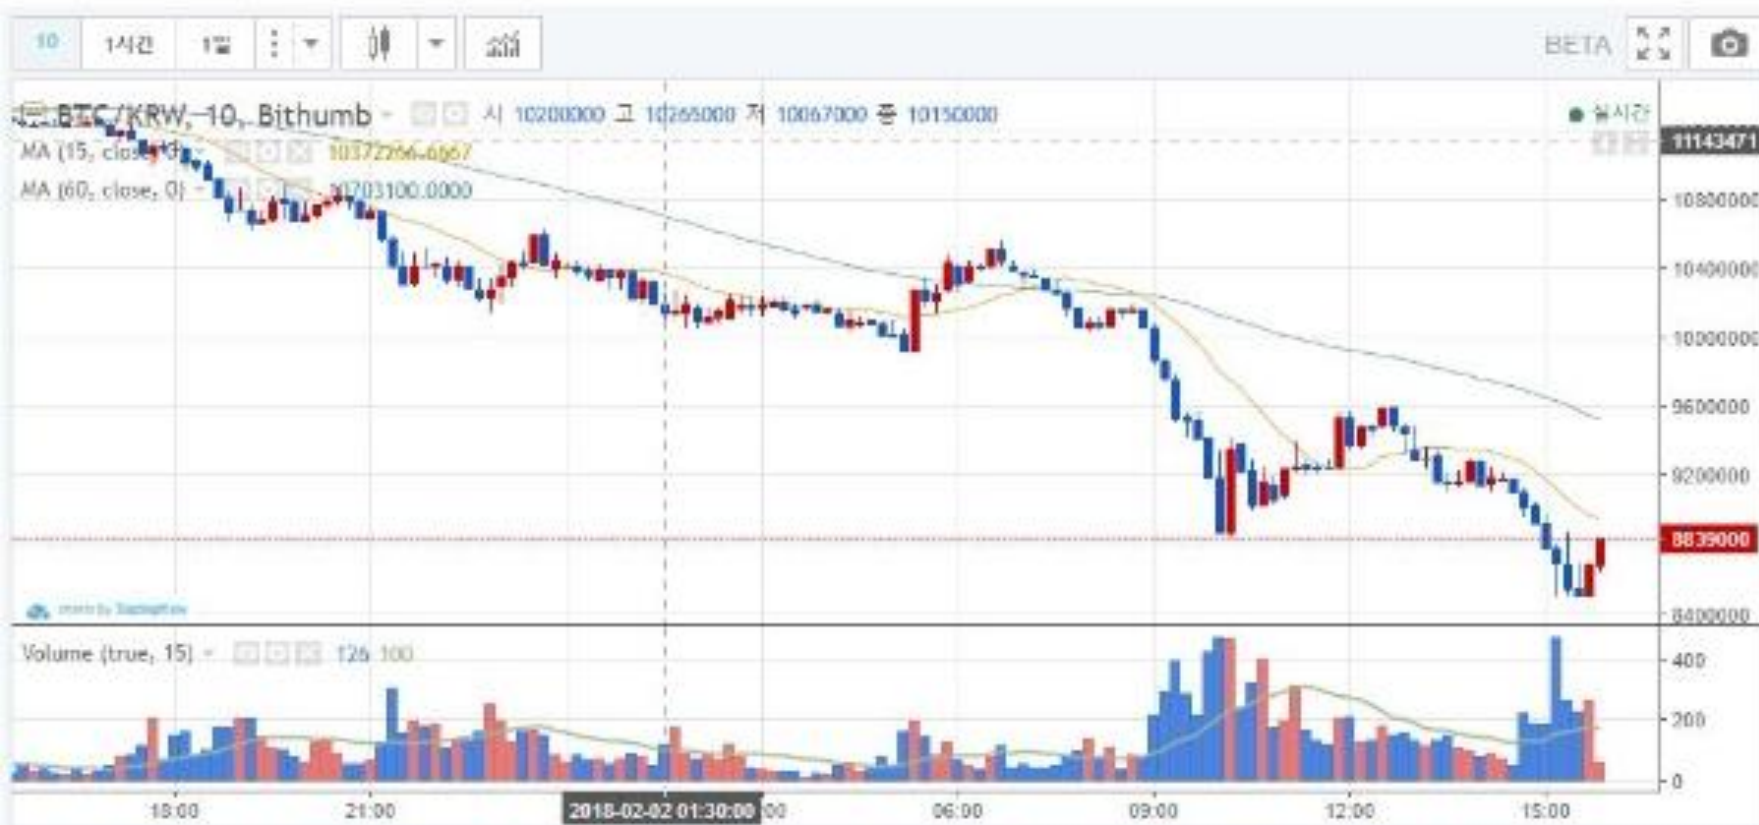 10 1시간 1일 BETA
BTC/KRW, 10, Bithumb 시 10200000 고 10265000 저 10067000 종 10150000 실시간
MA (15, close, 0) 10372266.6667
MA (60, close, 0) 10703100.0000
11143471
10800000
10400000
10000000
9600000
9200000
8839000
8400000
Volume (true, 15) 126 100
400
200
0
18:00 21:00 2018-02-02 01:30:00 :00 06:00 09:00 12:00 15:00